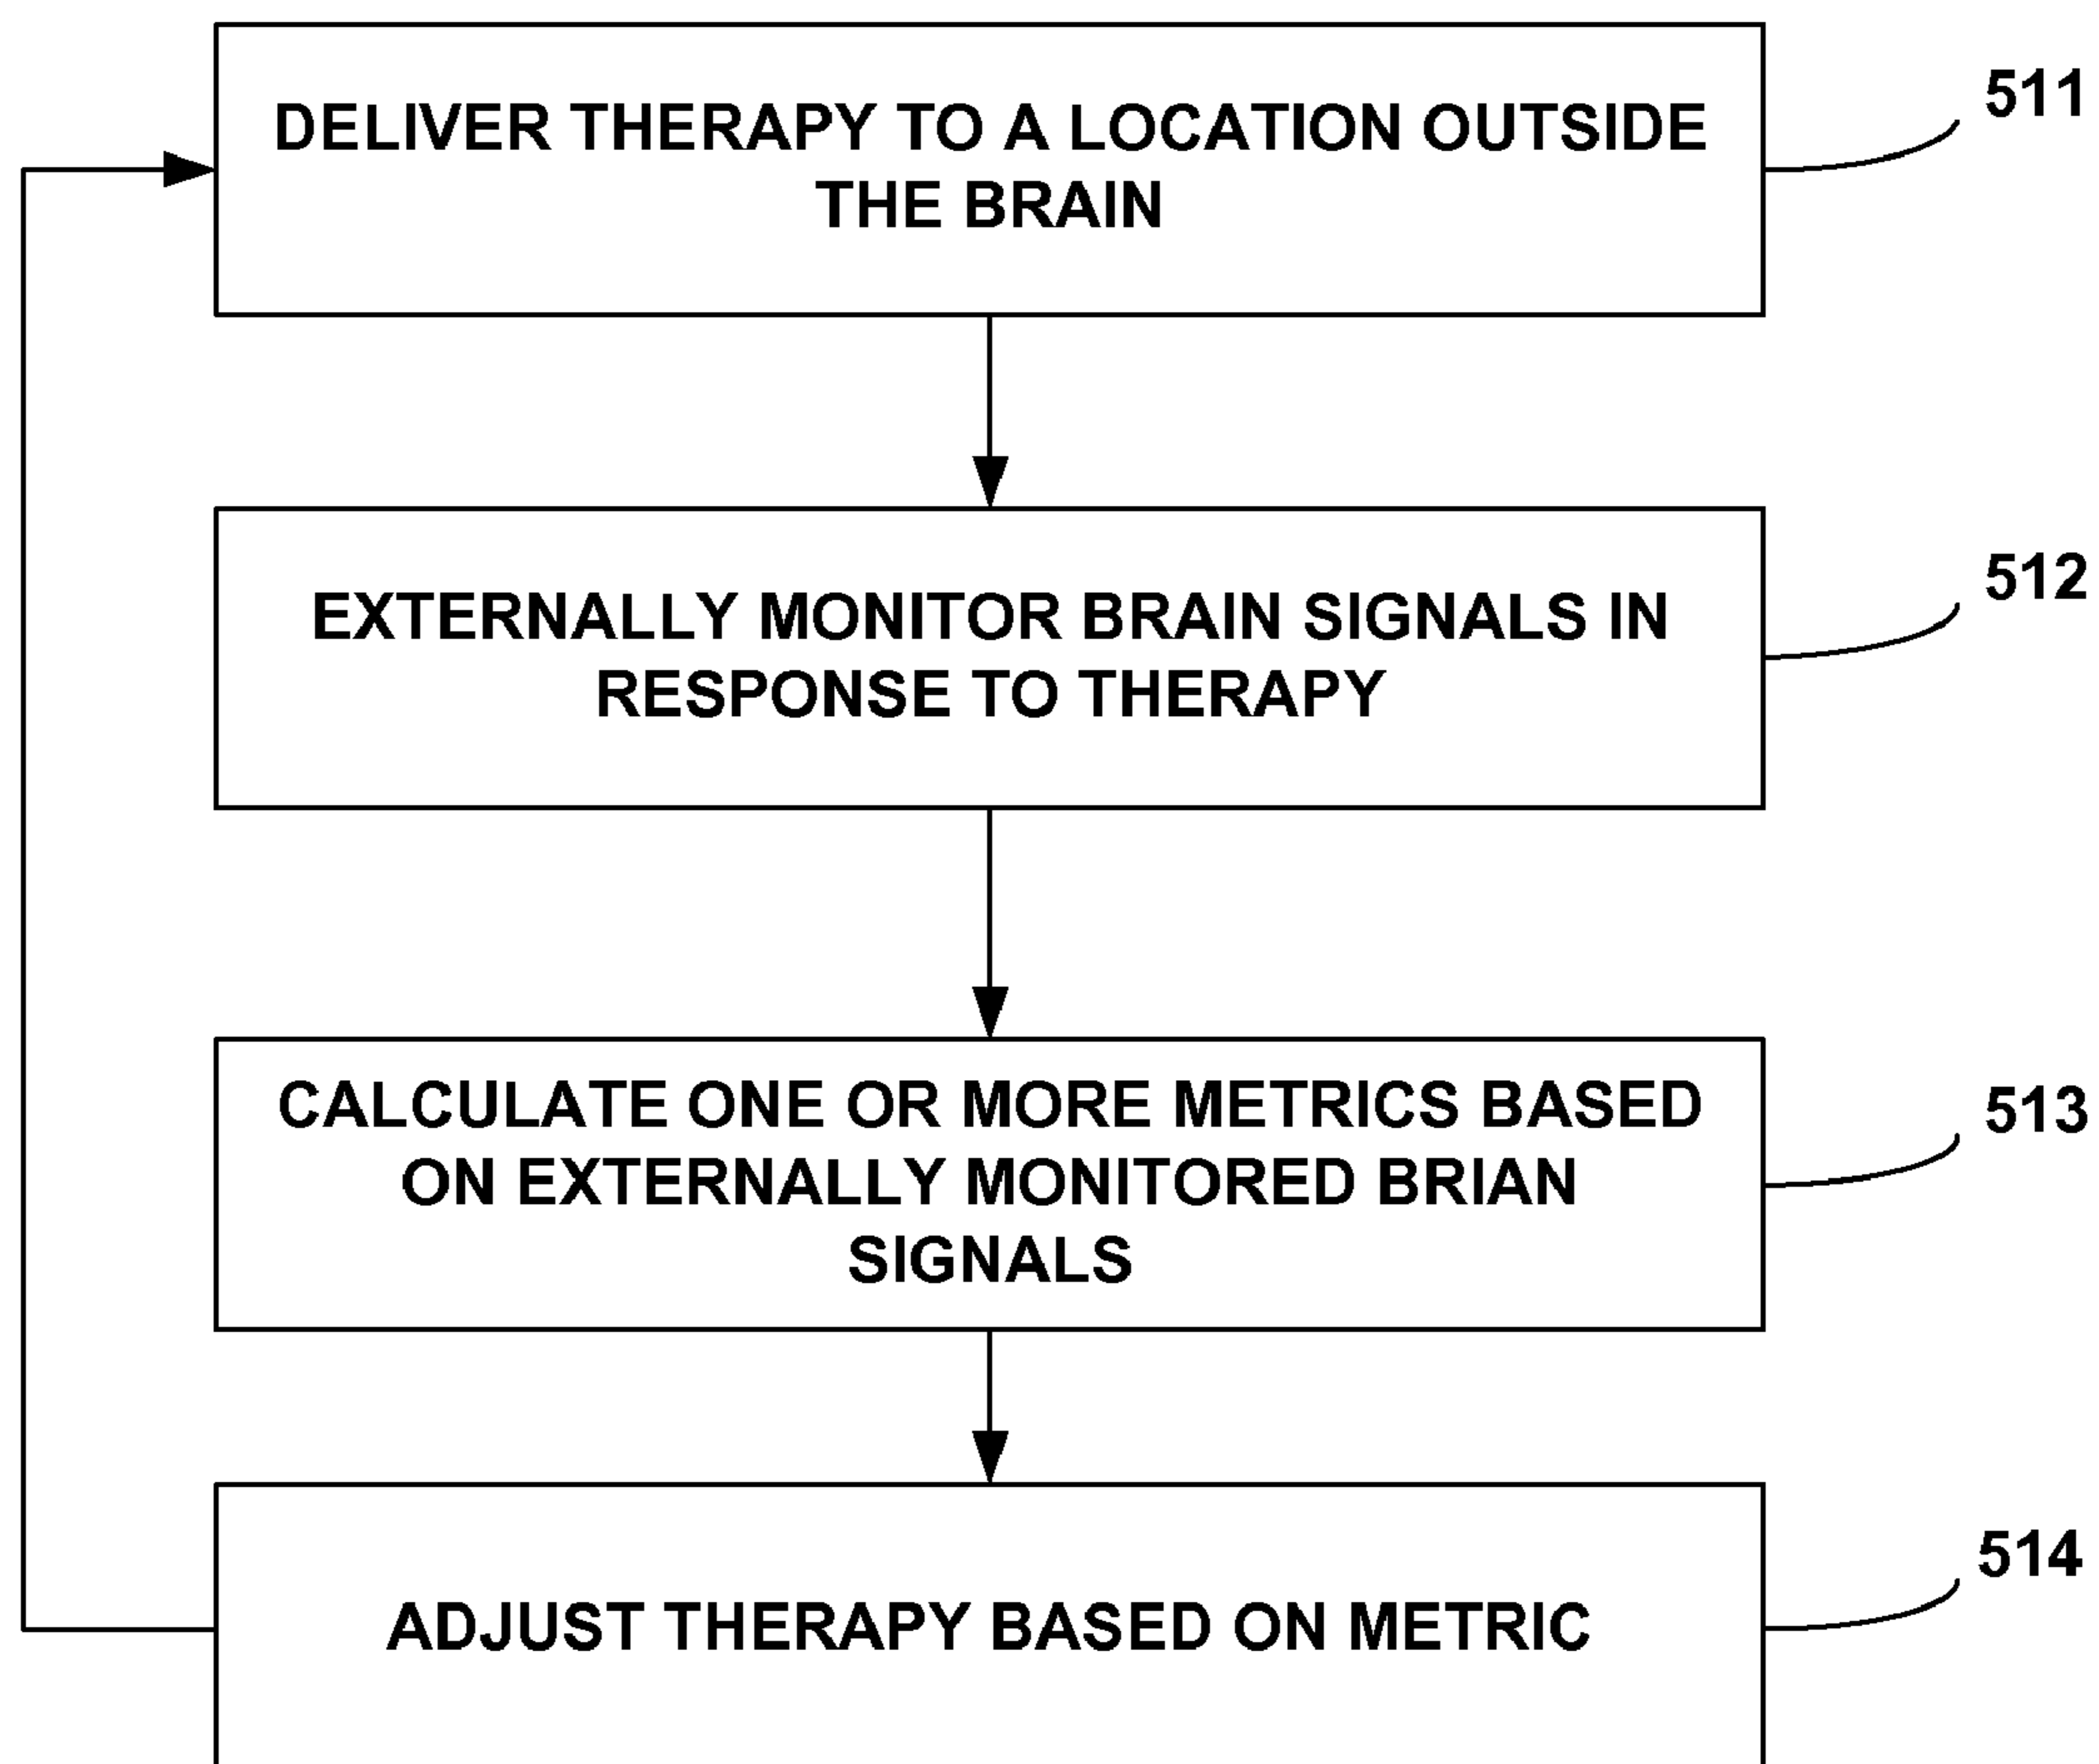 DELIVER THERAPY TO A LOCATION OUTSIDE
THE BRAIN
511
EXTERNALLY MONITOR BRAIN SIGNALS IN
RESPONSE TO THERAPY
512
CALCULATE ONE OR MORE METRICS BASED
ON EXTERNALLY MONITORED BRIAN
SIGNALS
513
ADJUST THERAPY BASED ON METRIC
514